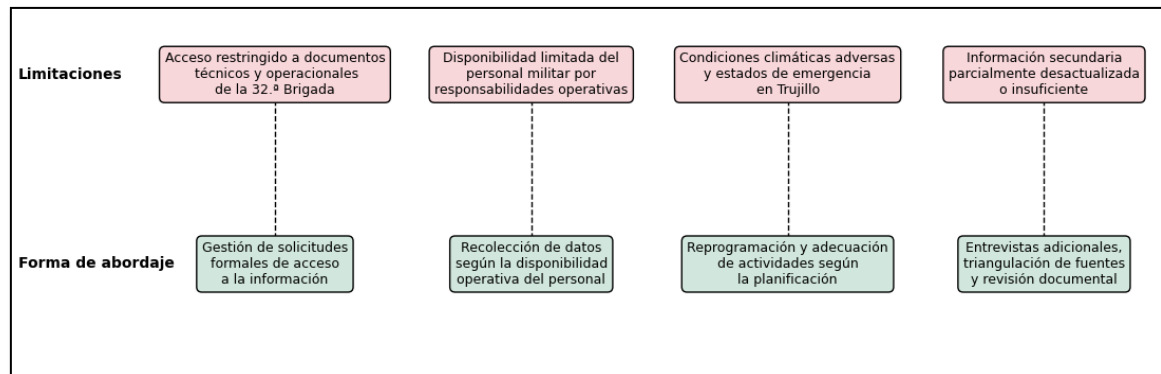 Limitaciones
Acceso restringido a documentos
técnicos y operacionales
de la 32.ª Brigada
Disponibilidad limitada del
personal militar por
responsabilidades operativas
Condiciones climáticas adversas
y estados de emergencia
en Trujillo
Información secundaria
parcialmente desactualizada
o insuficiente
Forma de abordaje
Gestión de solicitudes
formales de acceso
a la información
Recolección de datos
según la disponibilidad
operativa del personal
Reprogramación y adecuación
de actividades según
la planificación
Entrevistas adicionales,
triangulación de fuentes
y revisión documental